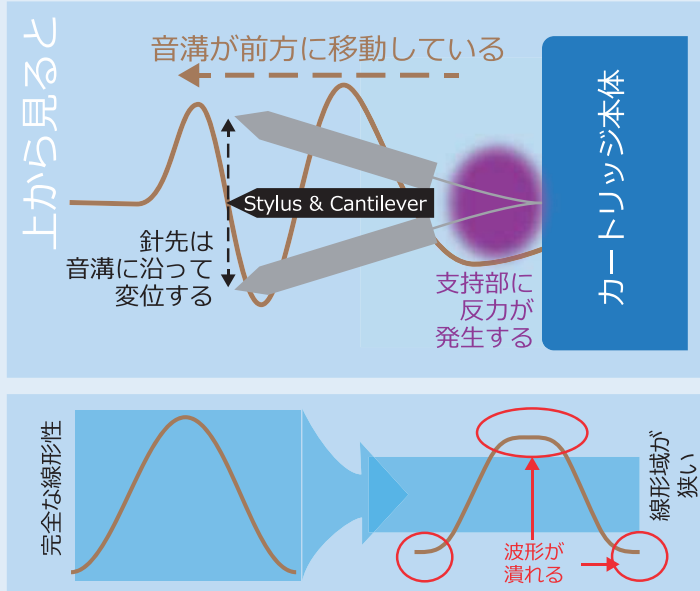 上から見ると
音溝が前方に移動している
カートリッジ本体
Stylus & Cantilever
針先は
音溝に沿って
変位する
支持部に
反力が
発生する
完全な線形性
線形域が
狭い
波形が
潰れる